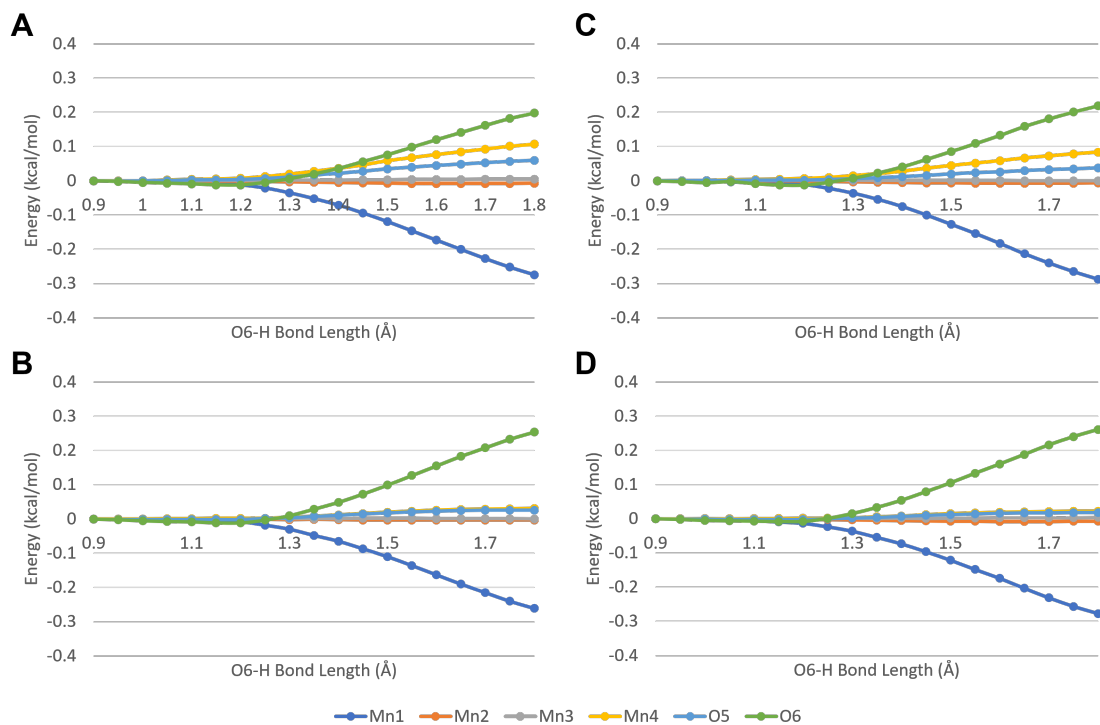 A
Energy (kcal/mol)
0.4
0.3
0.2
0.1
0
-0.1
-0.2
-0.3
-0.4
0.9 1 1.1 1.2 1.3 1.4 1.5 1.6 1.7 1.8
O6-H Bond Length (Å)
C
Energy (kcal/mol)
0.4
0.3
0.2
0.1
0
-0.1
-0.2
-0.3
-0.4
0.9 1.1 1.3 1.5 1.7
O6-H Bond Length (Å)
B
Energy (kcal/mol)
0.4
0.3
0.2
0.1
0
-0.1
-0.2
-0.3
-0.4
0.9 1.1 1.3 1.5 1.7
O6-H Bond Length (Å)
D
Energy (kcal/mol)
0.4
0.3
0.2
0.1
0
-0.1
-0.2
-0.3
-0.4
0.9 1.1 1.3 1.5 1.7
O6-H Bond Length (Å)
Mn1 Mn2 Mn3 Mn4 O5 O6